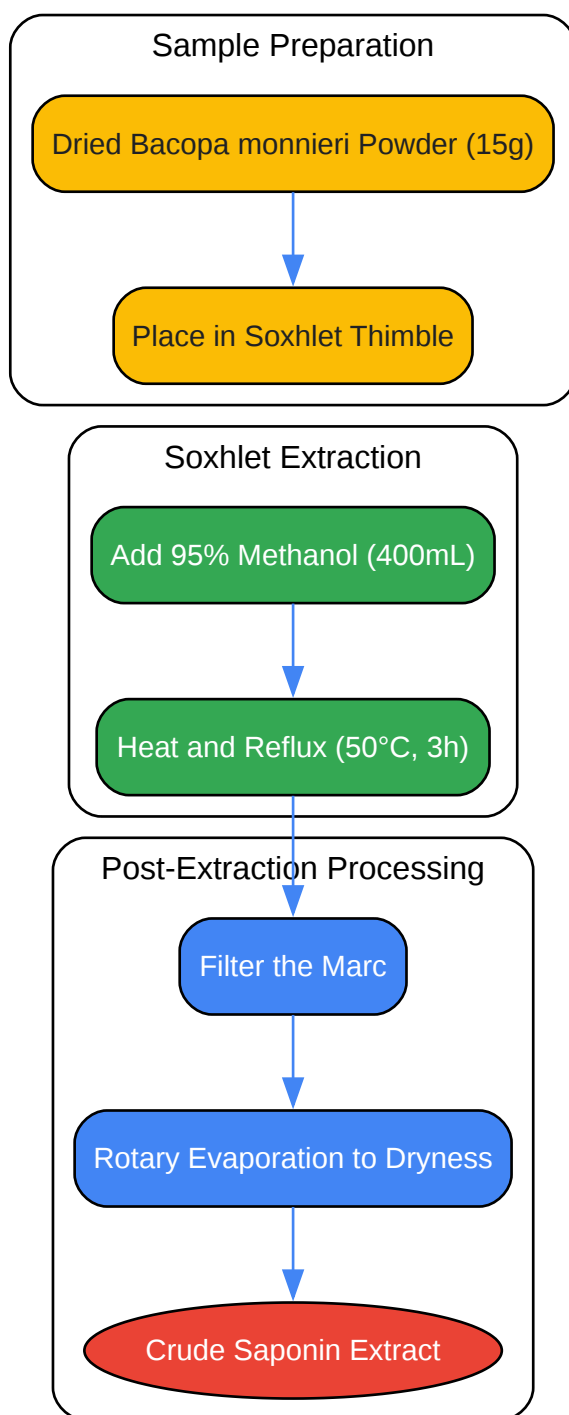 Sample Preparation
Dried Bacopa monnieri Powder (15g)
Place in Soxhlet Thimble
Soxhlet Extraction
Add 95% Methanol (400mL)
Heat and Reflux (50°C, 3h)
Post-Extraction Processing
Filter the Marc
Rotary Evaporation to Dryness
Crude Saponin Extract